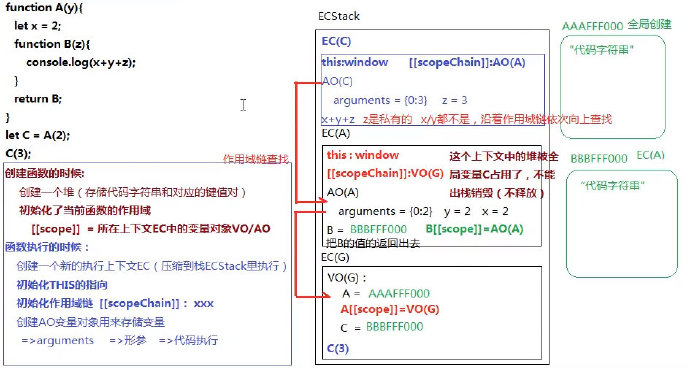 function A(y){
let x = 2;
function B(z){
console.log(x+y+z);
}
return B;
}
let C = A(2);
C(3);
作用域链查找
创建函数的时候:
创建一个堆（存储代码字符串和对应的键值对）
初始化了当前函数的作用域
[[scope]] = 所在上下文EC中的变量对象VO/AO
函数执行的时候:
创建一个新的执行上下文EC（压缩到栈ECStack里执行）
初始化THIS的指向
初始化作用域链 [[scopeChain]]：xxx
创建AO变量对象用来存储变量
=>arguments =>形参 =>代码执行
ECStack
EC(C)
this:window [[scopeChain]]:AO(A)
AO(C)
arguments = {0:3} z = 3
x+y+z z是私有的 x/y都不是，沿着作用域链依次向上查找
EC(A)
this : window
[[scopeChain]]:VO(G)
这个上下文中的堆被全
局变量C占用了，不能
出栈销毁（不释放）
AO(A)
arguments = {0:2} y = 2 x = 2
B = BBBFFF000 B[[scope]]=AO(A)
把B的值的返回出去
EC(G)
VO(G)：
A = AAAFFF000
A[[scope]]=VO(G)
C = BBBFFF000
C(3)
AAAFFF000 全局创建
"代码字符串"
BBBFFF000 EC(A)
"代码字符串"